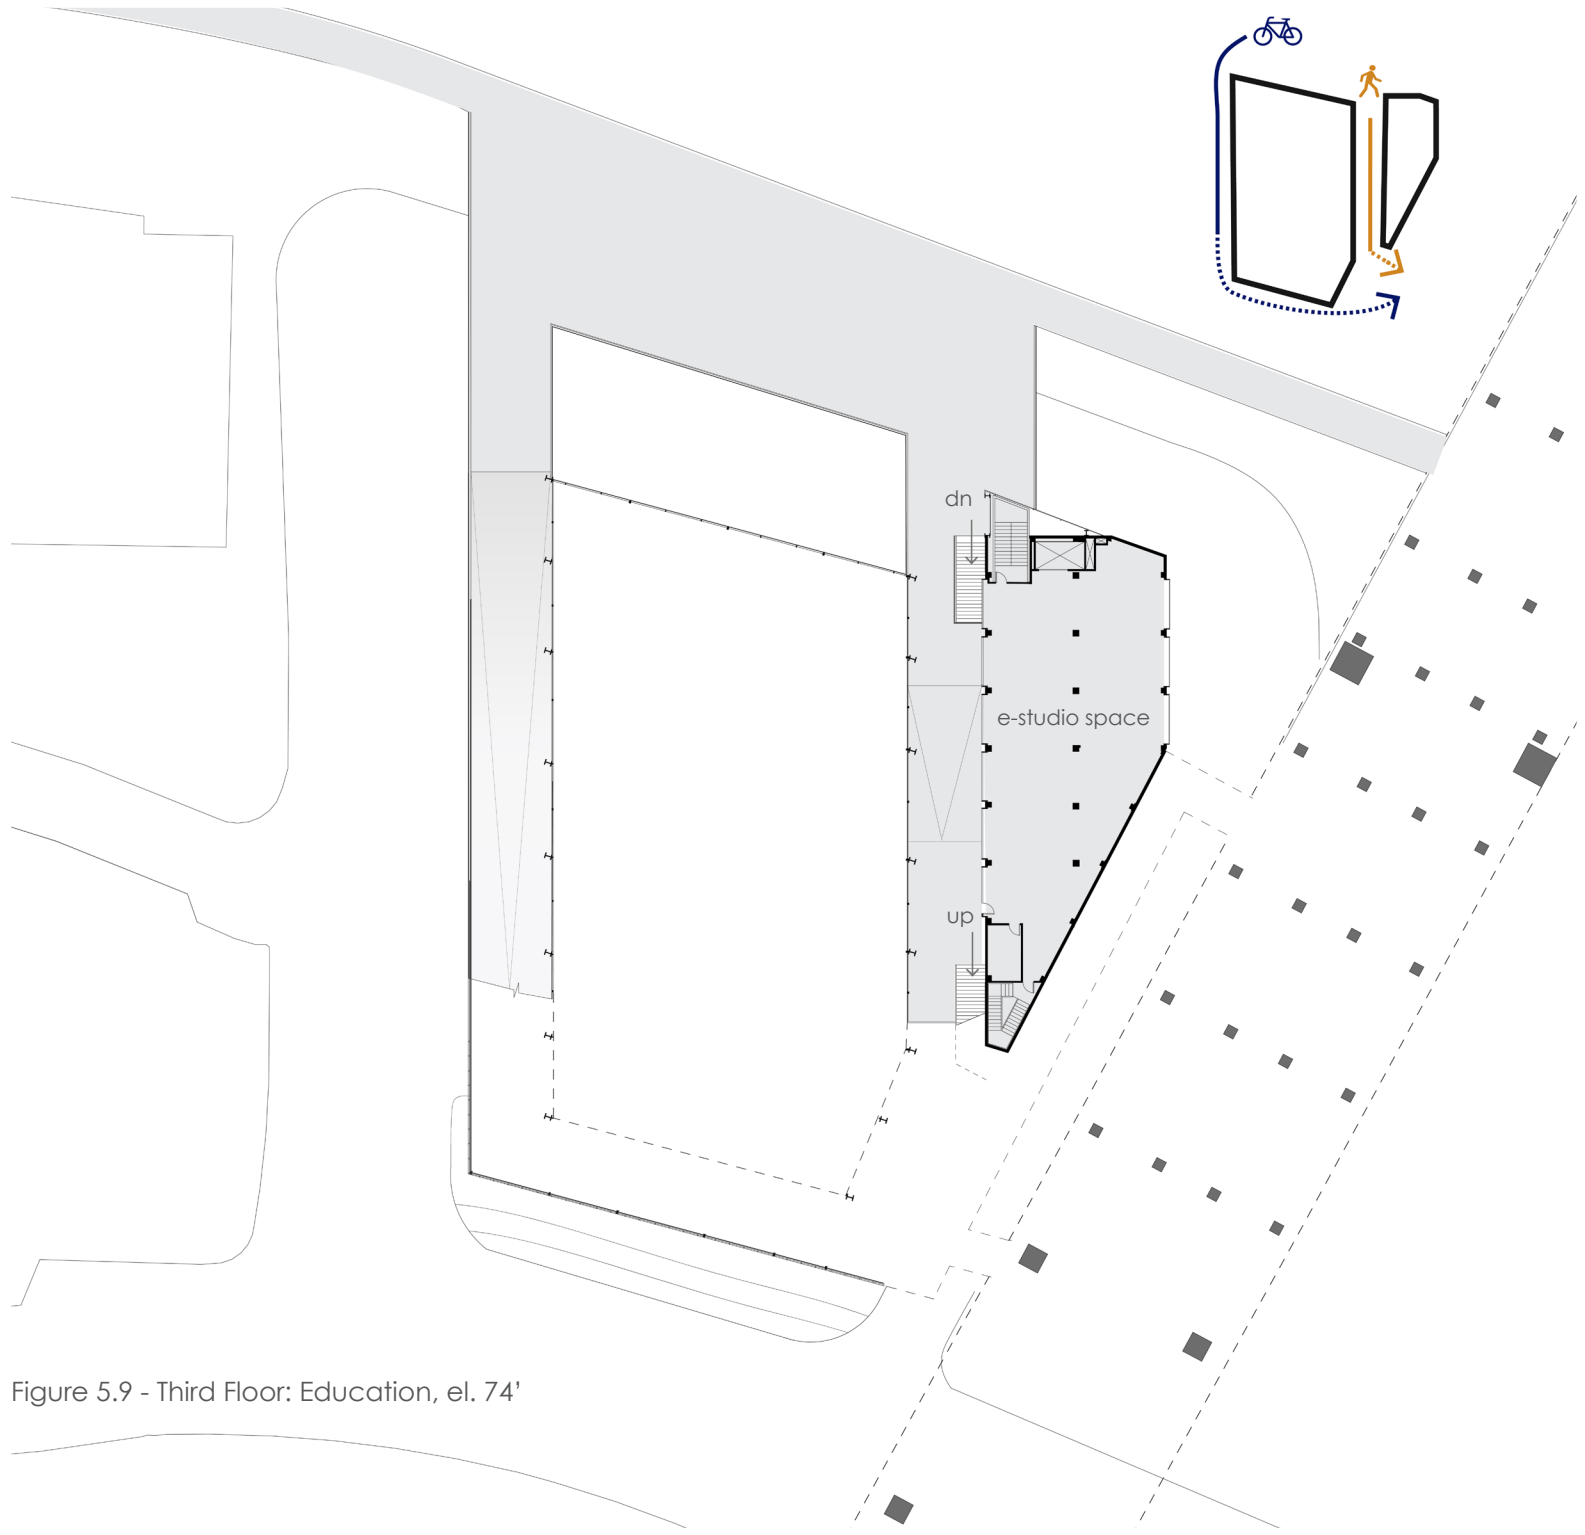 dn
e-studio space
up
Figure 5.9 - Third Floor: Education, el. 74’